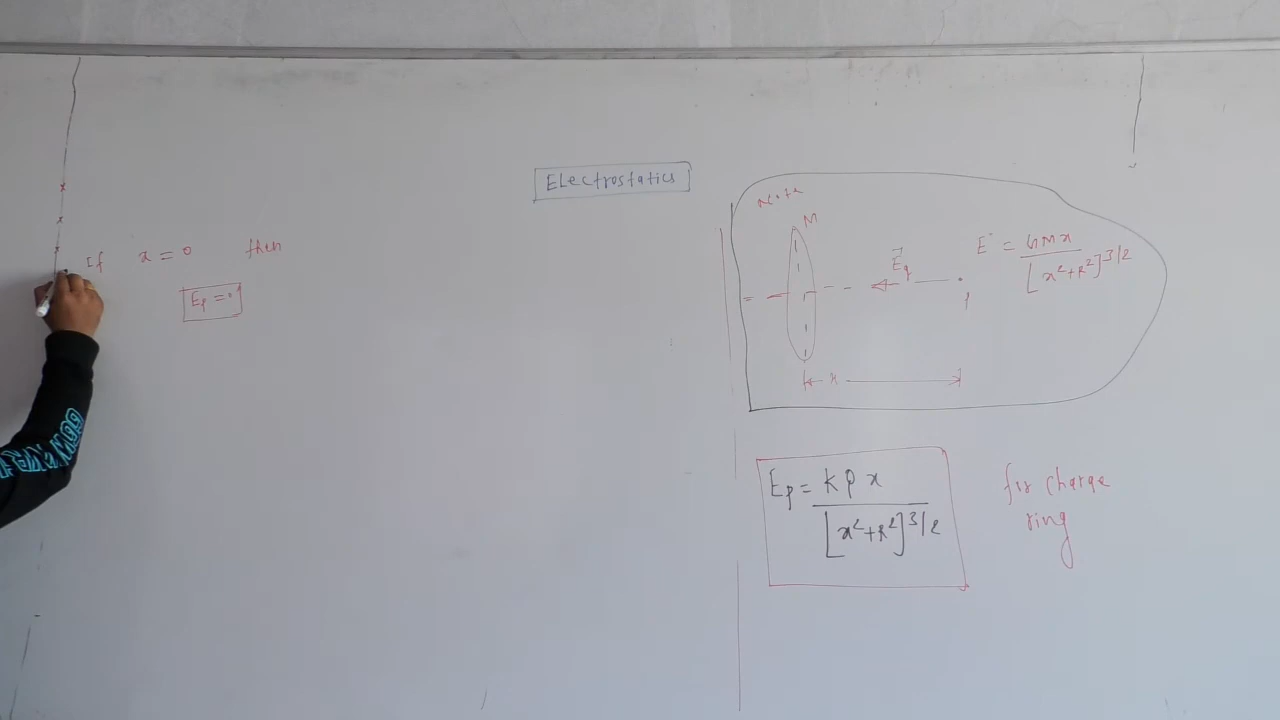 Electrostatics
If x = 0 then
Ep = 0
Note
M
E = GMx / [x²+R²]^3/2
P
x
Ep = kρx / [x²+R²]^3/2
for charge
ring